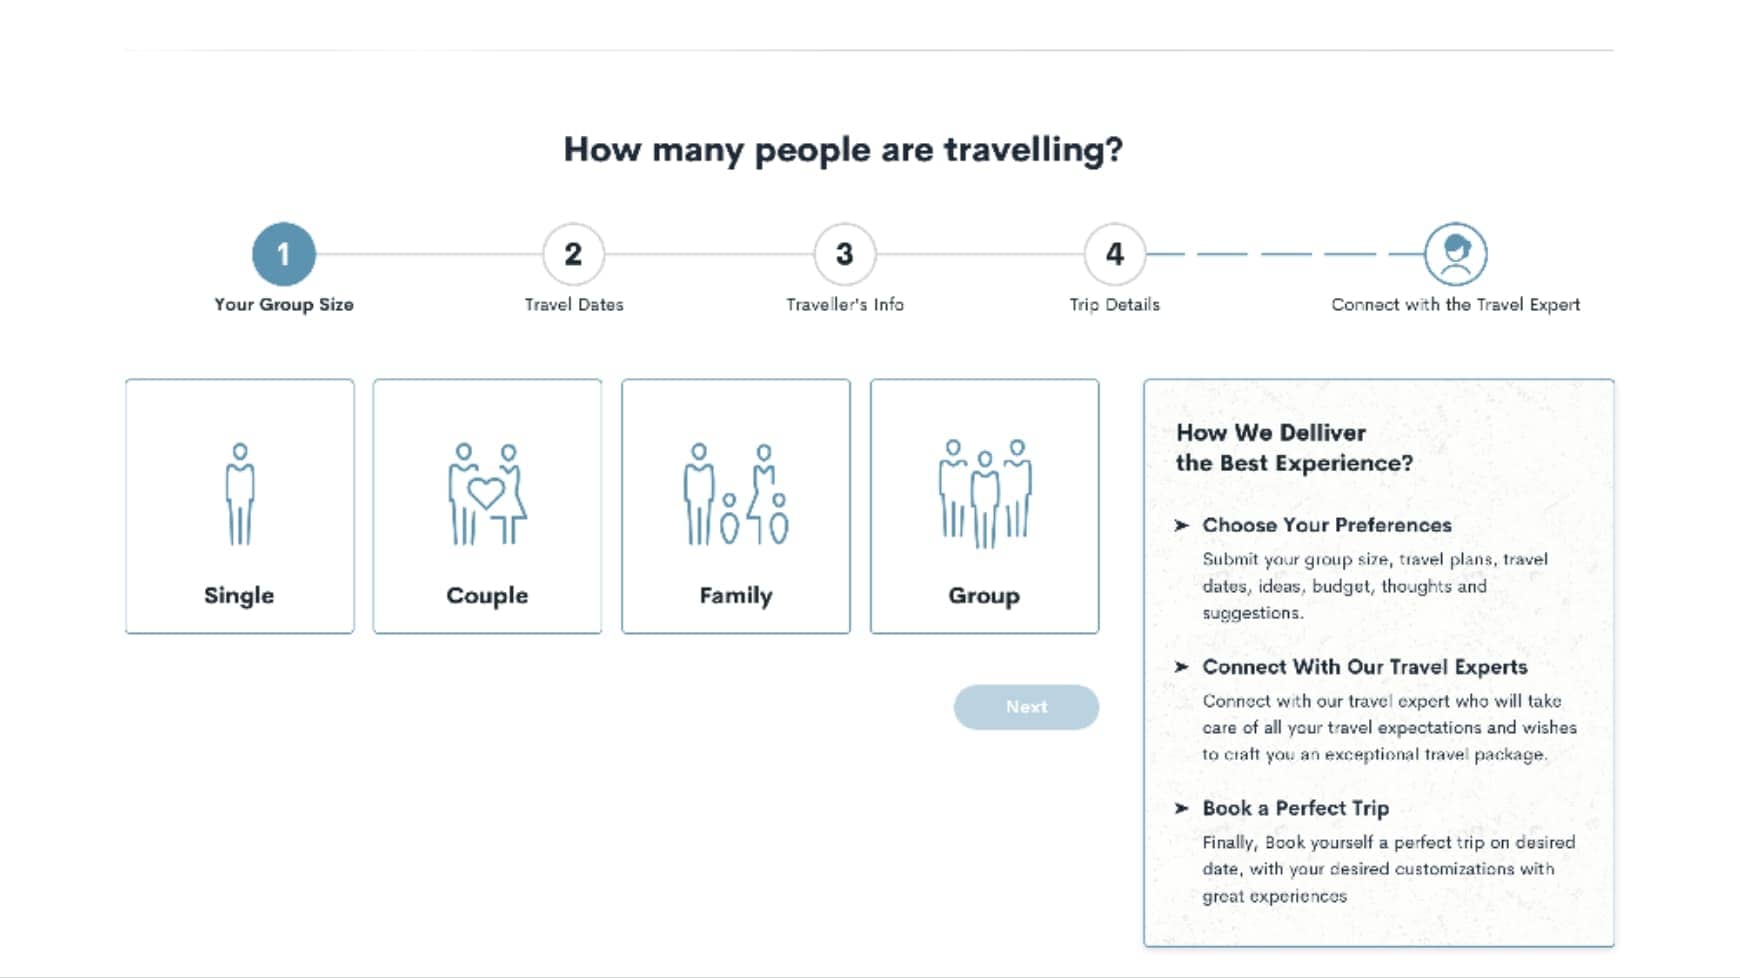 How many people are travelling?
1
2
3
4
Your Group Size
Travel Dates
Traveller's Info
Trip Details
Connect with the Travel Expert
Single
Couple
Family
Group
Next
How We Delliver
the Best Experience?
➤ Choose Your Preferences
Submit your group size, travel plans, travel
dates, ideas, budget, thoughts and
suggestions.
➤ Connect With Our Travel Experts
Connect with our travel expert who will take
care of all your travel expectations and wishes
to craft you an exceptional travel package.
➤ Book a Perfect Trip
Finally, Book yourself a perfect trip on desired
date, with your desired customizations with
great experiences